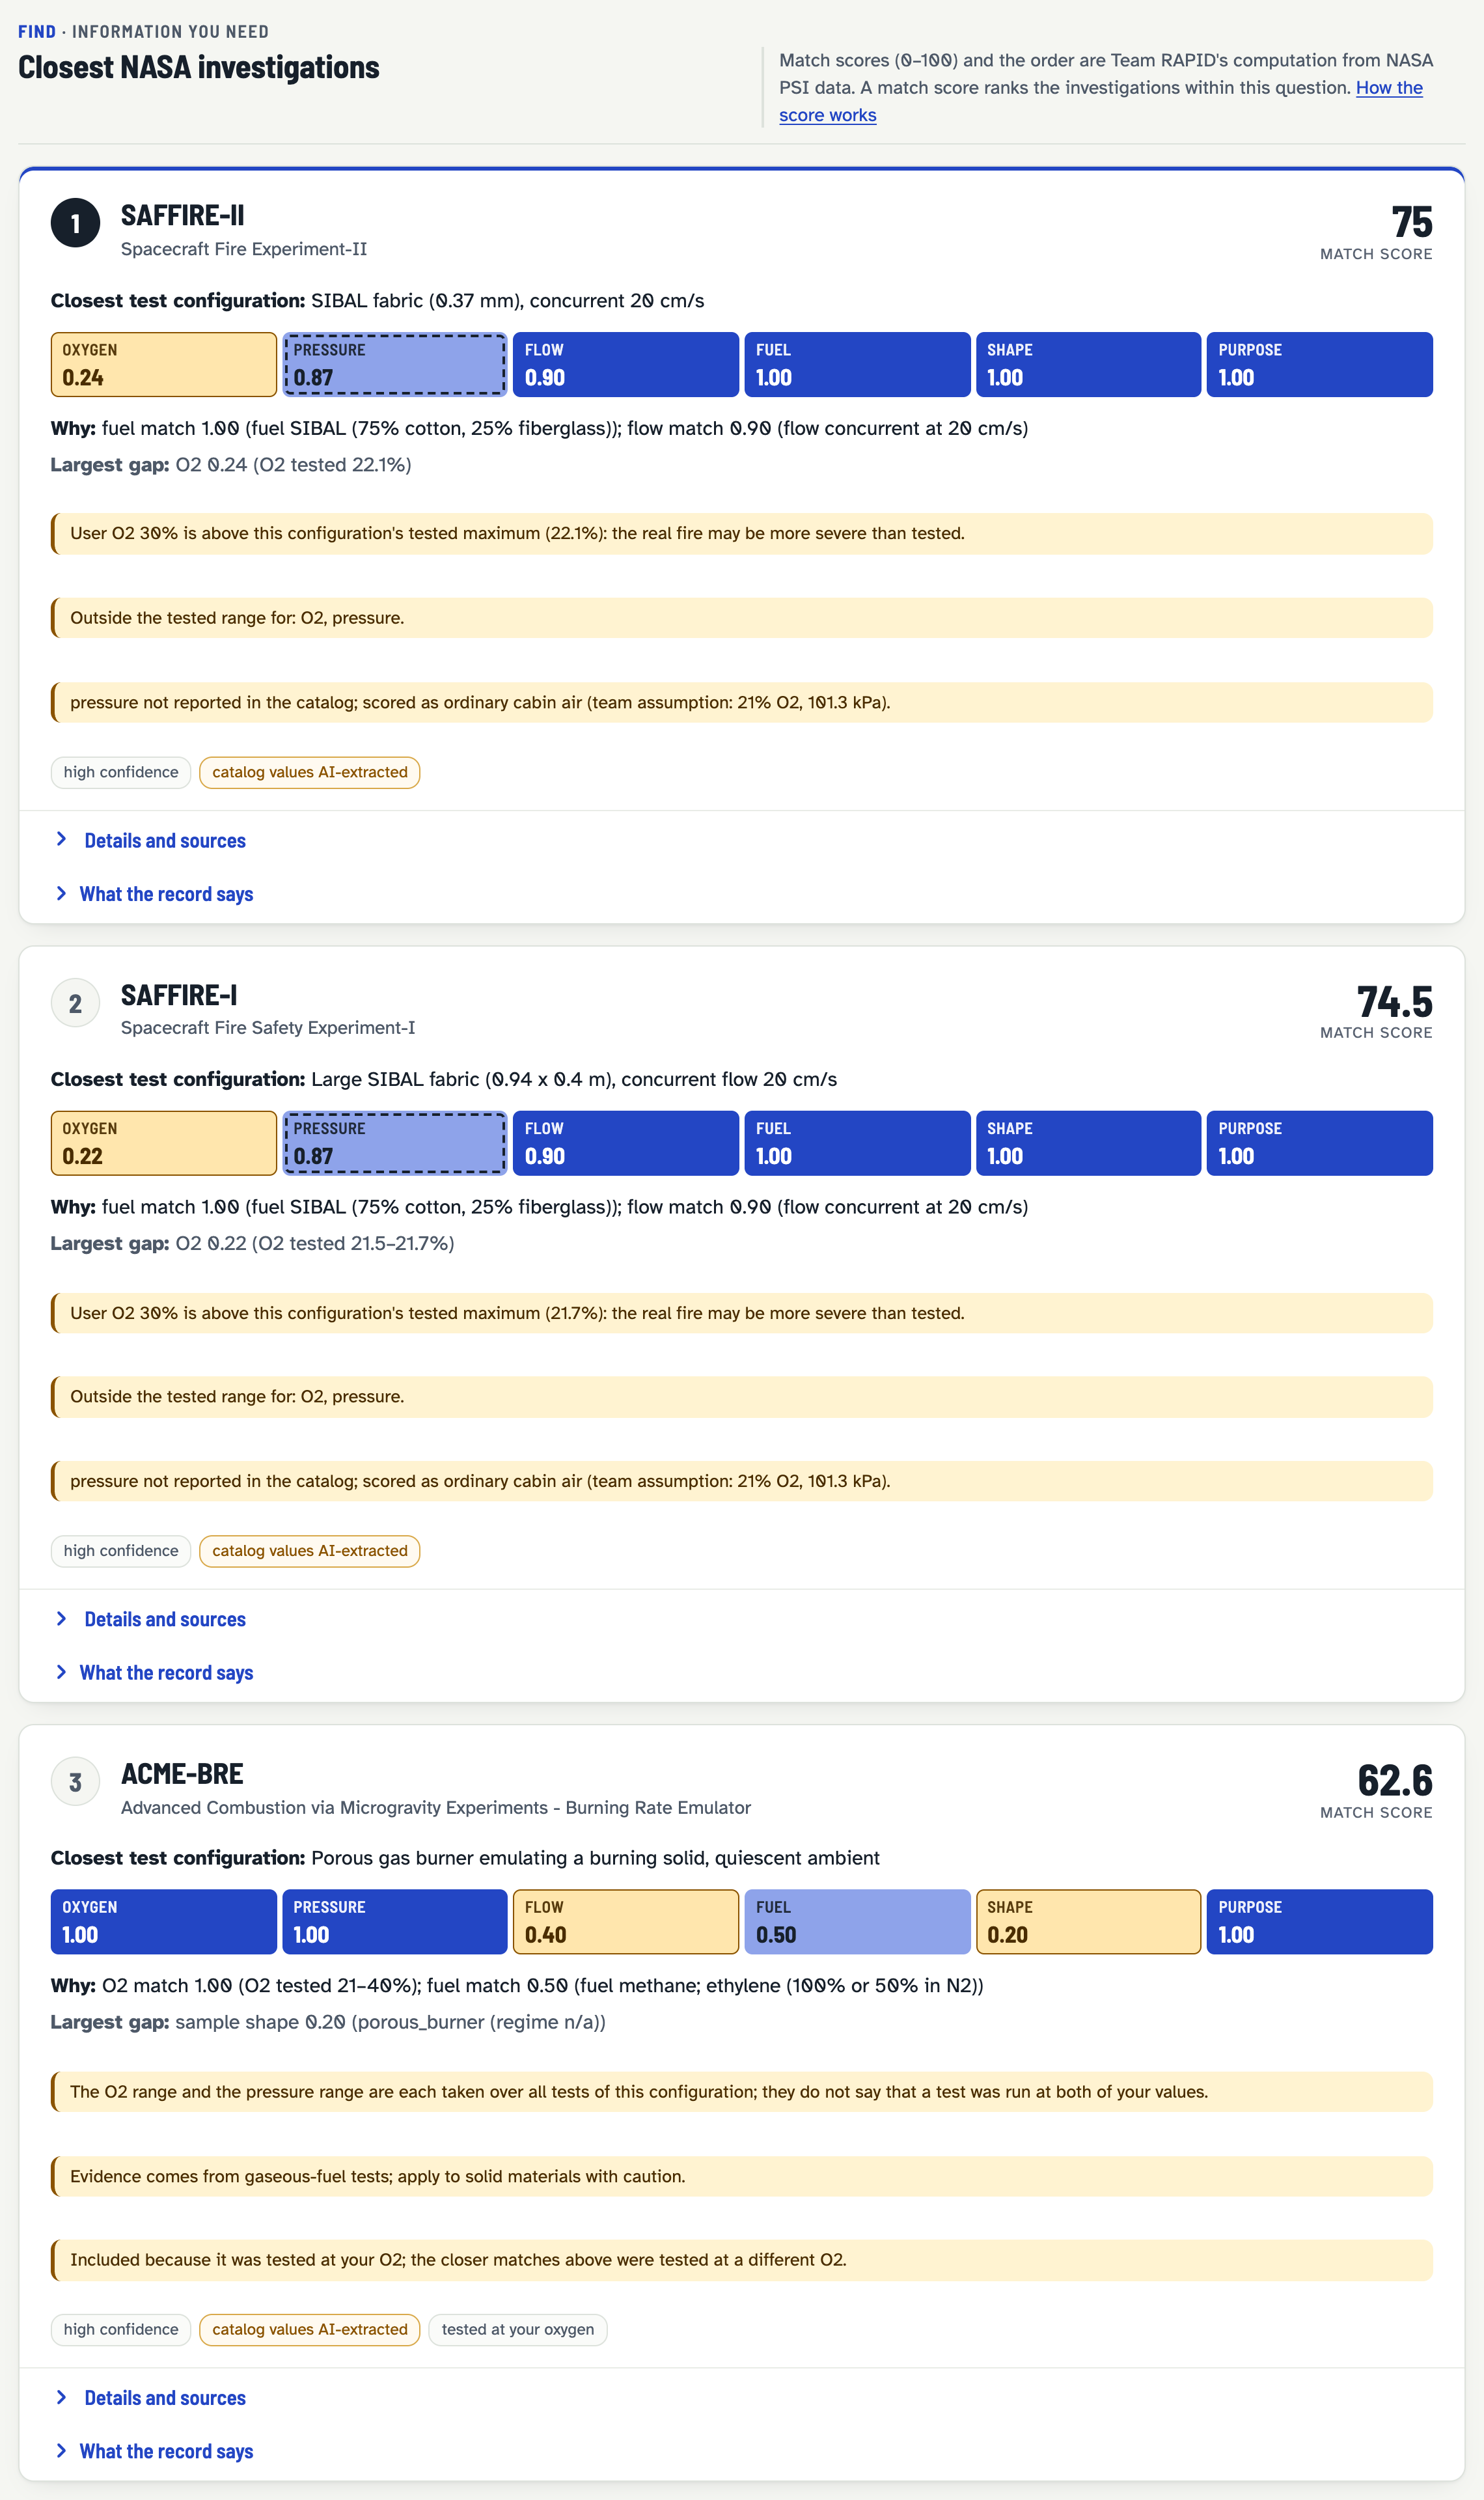 FIND · INFORMATION YOU NEED
Closest NASA investigations
Match scores (0–100) and the order are Team RAPID's computation from NASA
PSI data. A match score ranks the investigations within this question. How the
score works
1
SAFFIRE-II
Spacecraft Fire Experiment-II
75
MATCH SCORE
Closest test configuration: SIBAL fabric (0.37 mm), concurrent 20 cm/s
OXYGEN PRESSURE FLOW FUEL SHAPE PURPOSE
0.24 0.87 0.90 1.00 1.00 1.00
Why: fuel match 1.00 (fuel SIBAL (75% cotton, 25% fiberglass)); flow match 0.90 (flow concurrent at 20 cm/s)
Largest gap: O2 0.24 (O2 tested 22.1%)
User O2 30% is above this configuration's tested maximum (22.1%): the real fire may be more severe than tested.
Outside the tested range for: O2, pressure.
pressure not reported in the catalog; scored as ordinary cabin air (team assumption: 21% O2, 101.3 kPa).
high confidence catalog values AI-extracted
Details and sources
What the record says
2
SAFFIRE-I
Spacecraft Fire Safety Experiment-I
74.5
MATCH SCORE
Closest test configuration: Large SIBAL fabric (0.94 x 0.4 m), concurrent flow 20 cm/s
OXYGEN PRESSURE FLOW FUEL SHAPE PURPOSE
0.22 0.87 0.90 1.00 1.00 1.00
Why: fuel match 1.00 (fuel SIBAL (75% cotton, 25% fiberglass)); flow match 0.90 (flow concurrent at 20 cm/s)
Largest gap: O2 0.22 (O2 tested 21.5–21.7%)
User O2 30% is above this configuration's tested maximum (21.7%): the real fire may be more severe than tested.
Outside the tested range for: O2, pressure.
pressure not reported in the catalog; scored as ordinary cabin air (team assumption: 21% O2, 101.3 kPa).
high confidence catalog values AI-extracted
Details and sources
What the record says
3
ACME-BRE
Advanced Combustion via Microgravity Experiments - Burning Rate Emulator
62.6
MATCH SCORE
Closest test configuration: Porous gas burner emulating a burning solid, quiescent ambient
OXYGEN PRESSURE FLOW FUEL SHAPE PURPOSE
1.00 1.00 0.40 0.50 0.20 1.00
Why: O2 match 1.00 (O2 tested 21–40%); fuel match 0.50 (fuel methane; ethylene (100% or 50% in N2))
Largest gap: sample shape 0.20 (porous_burner (regime n/a))
The O2 range and the pressure range are each taken over all tests of this configuration; they do not say that a test was run at both of your values.
Evidence comes from gaseous-fuel tests; apply to solid materials with caution.
Included because it was tested at your O2; the closer matches above were tested at a different O2.
high confidence catalog values AI-extracted tested at your oxygen
Details and sources
What the record says